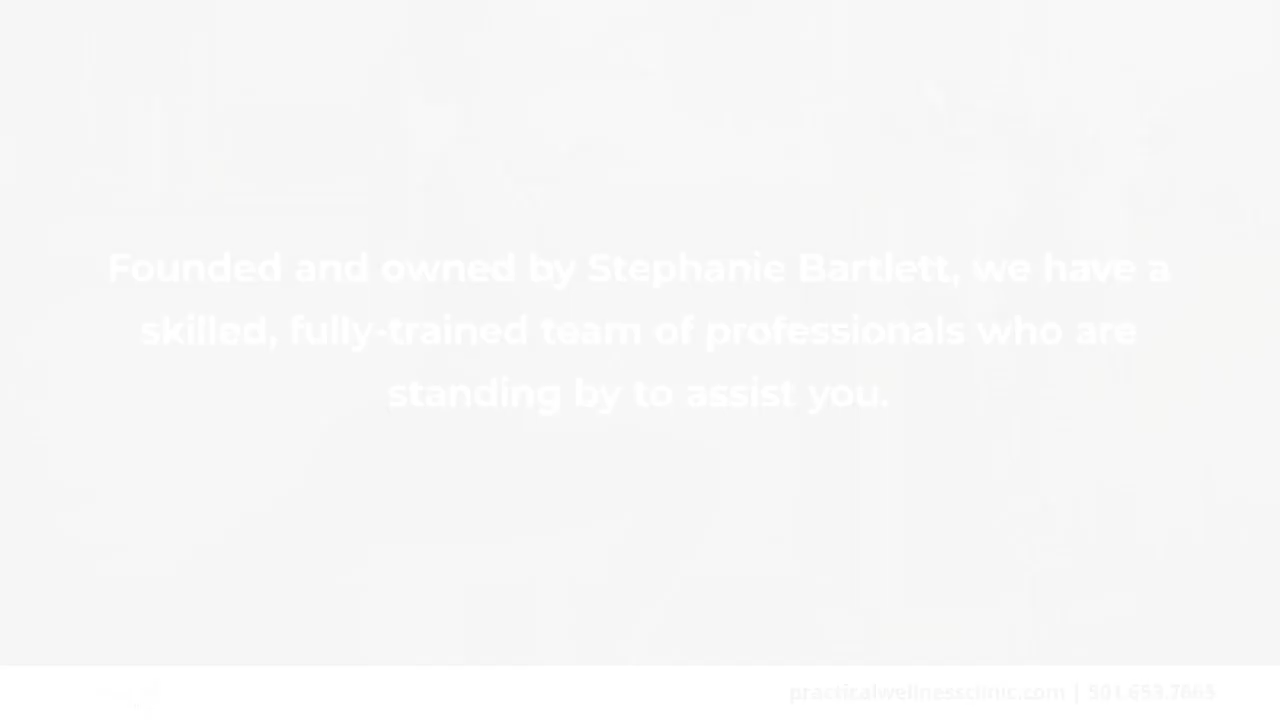 Founded and owned by Stephanie Bartlett, we have a
skilled, fully-trained team of professionals who are
standing by to assist you.
practicalwellnessclinic.com | 501.653.7665